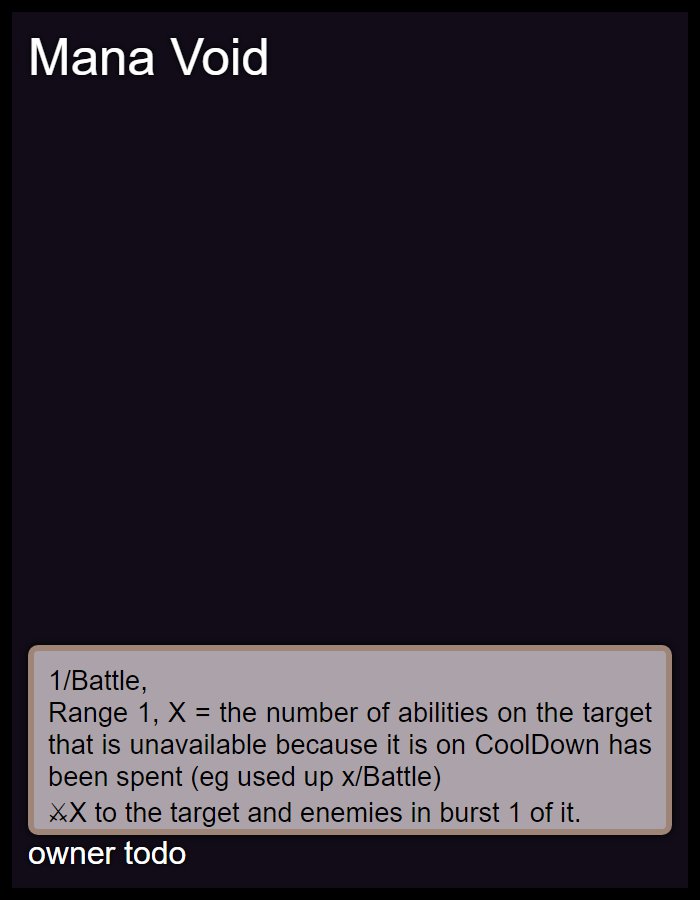 Mana Void
1/Battle,
Range 1, X = the number of abilities on the target
that is unavailable because it is on CoolDown has
been spent (eg used up x/Battle)
⚔X to the target and enemies in burst 1 of it.
owner todo